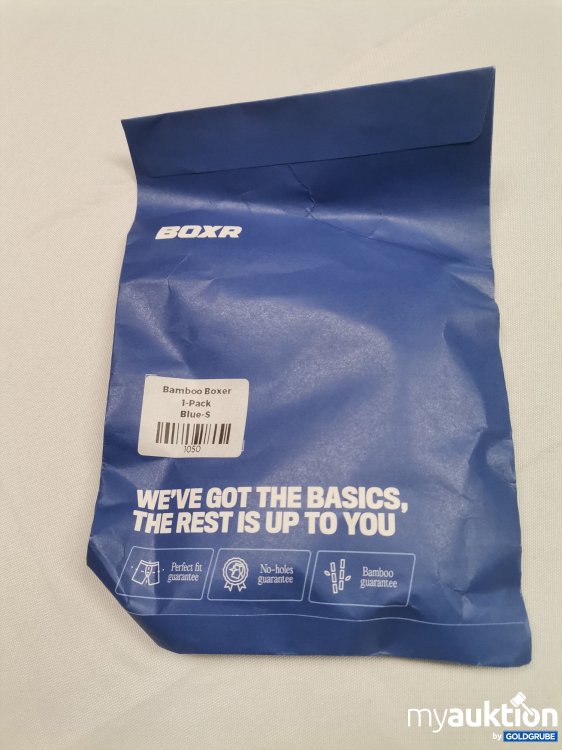 BOXR
Bamboo Boxer
1-Pack
Blue-S
1050
WE'VE GOT THE BASICS,
THE REST IS UP TO YOU
Perfect fit
guarantee
No-holes
guarantee
Bamboo
guarantee
myauktion
by GOLDGRUBE